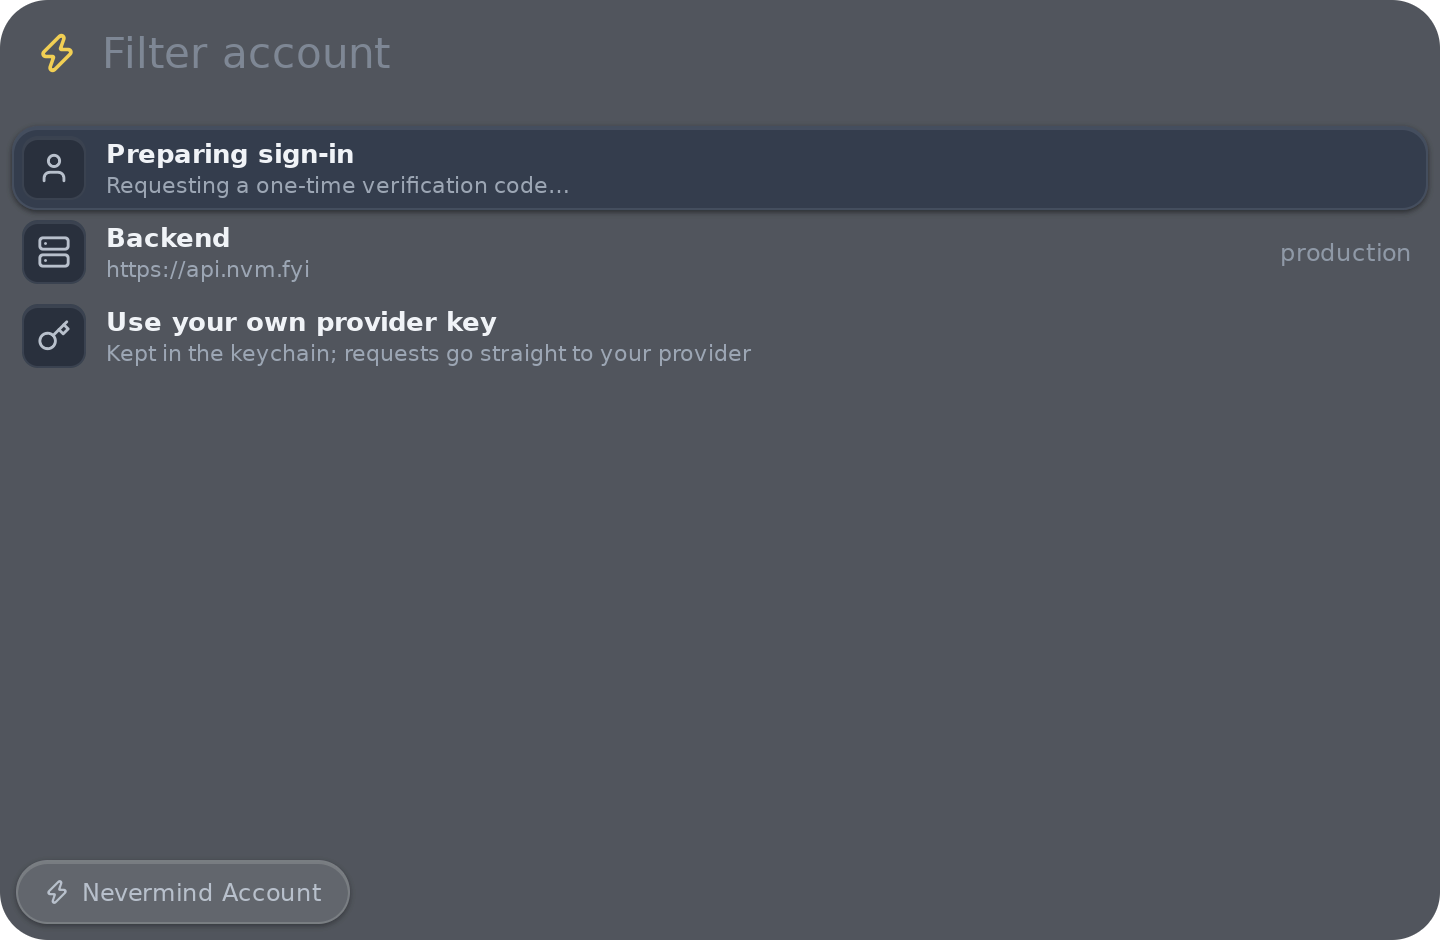 Filter account
Preparing sign-in
Requesting a one-time verification code…
Backend
https://api.nvm.fyi
production
Use your own provider key
Kept in the keychain; requests go straight to your provider
Nevermind Account